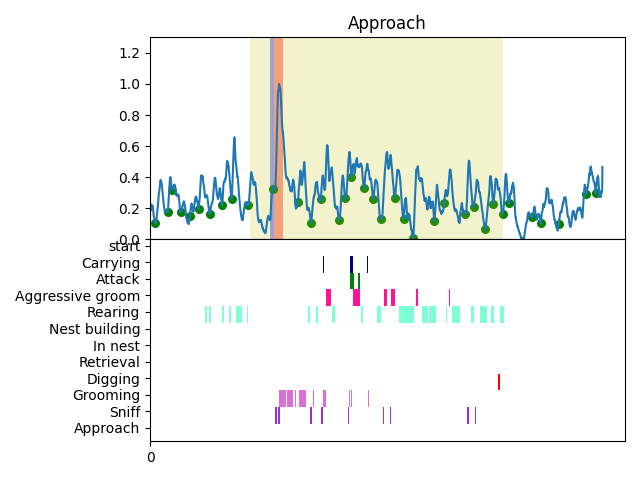 Approach
1.2
1.0
0.8
0.6
0.4
0.2
0.0
start
Carrying
Attack
Aggressive groom
Rearing
Nest building
In nest
Retrieval
Digging
Grooming
Sniff
Approach
0